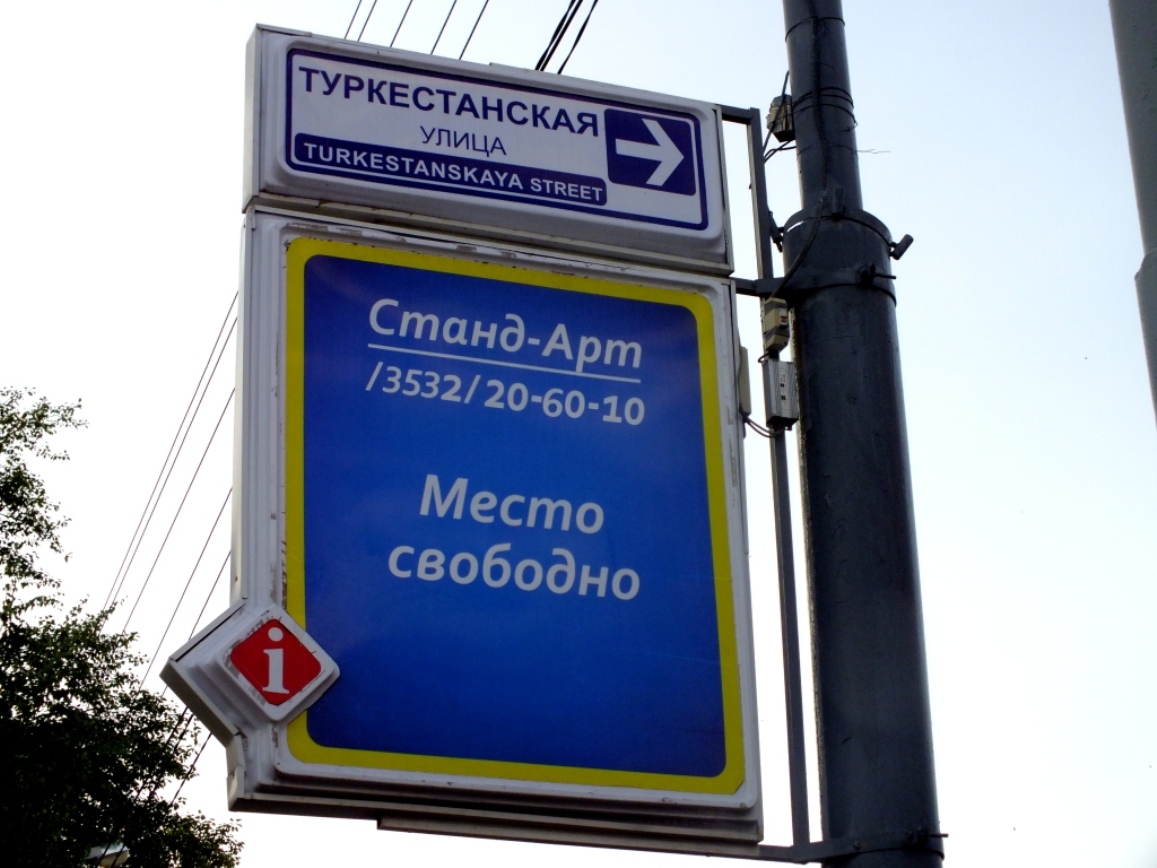 ТУРКЕСТАНСКАЯ
УЛИЦА
TURKESTANSKAYA STREET
Станд-Арт
/3532/20-60-10
Место
свободно
i